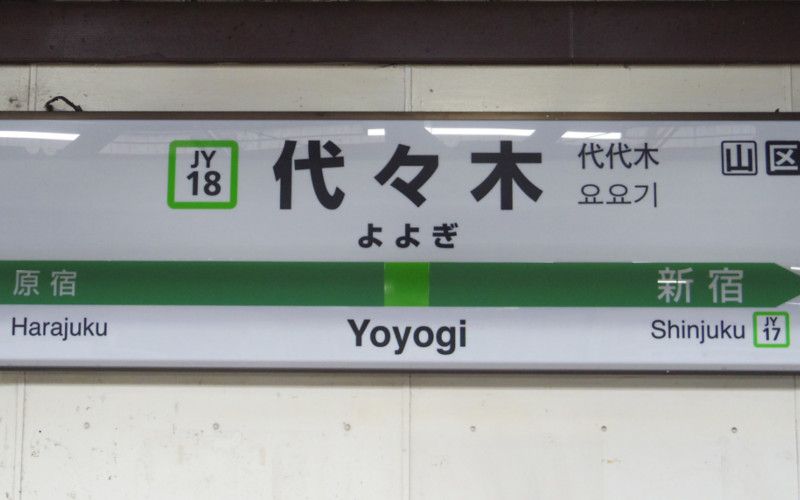 JY
18
代々木
代代木
요요기
山 区
よよぎ
原宿
新宿
Harajuku
Yoyogi
Shinjuku
JY
17